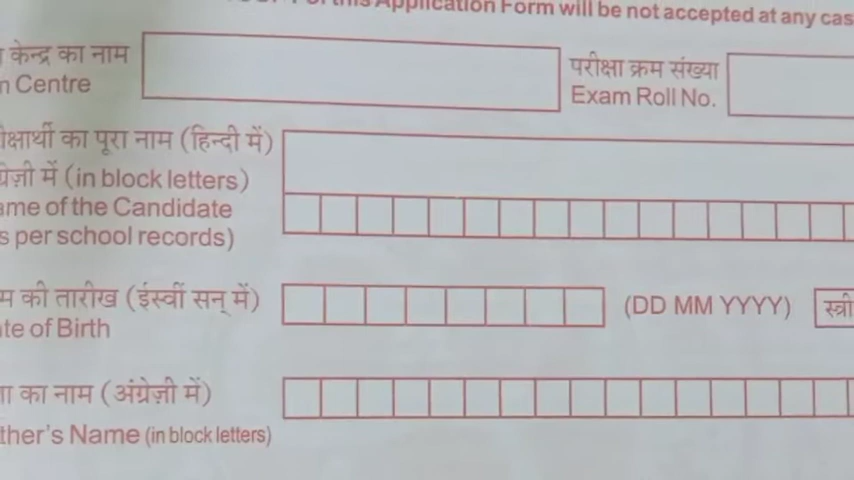 this Application Form will be not accepted at any cas
केन्द्र का नाम
n Centre
परीक्षा क्रम संख्या
Exam Roll No.
क्षार्थी का पूरा नाम (हिन्दी में)
ग्रेज़ी में (in block letters)
ame of the Candidate
s per school records)
म की तारीख (ईस्वीं सन् में)
te of Birth
(DD MM YYYY)
स्त्री
का नाम (अंग्रेज़ी में)
ther's Name (in block letters)